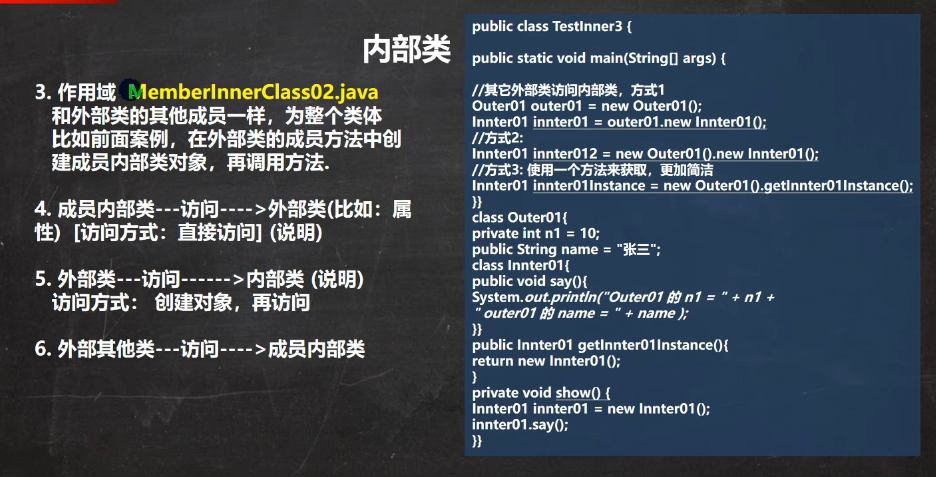 内部类
3. 作用域 MemberInnerClass02.java
和外部类的其他成员一样，为整个类体
比如前面案例，在外部类的成员方法中创
建成员内部类对象，再调用方法.
4. 成员内部类---访问---->外部类(比如：属
性) [访问方式：直接访问] (说明)
5. 外部类---访问------>内部类 (说明)
访问方式： 创建对象，再访问
6. 外部其他类---访问---->成员内部类
public class TestInner3 {
public static void main(String[] args) {
//其它外部类访问内部类，方式1
Outer01 outer01 = new Outer01();
Innter01 innter01 = outer01.new Innter01();
//方式2:
Innter01 innter012 = new Outer01().new Innter01();
//方式3: 使用一个方法来获取，更加简洁
Innter01 innter01Instance = new Outer01().getInnter01Instance();
}}
class Outer01{
private int n1 = 10;
public String name = "张三";
class Innter01{
public void say(){
System.out.println("Outer01 的 n1 = " + n1 +
" outer01 的 name = " + name );
}}
public Innter01 getInnter01Instance(){
return new Innter01();
}
private void show() {
Innter01 innter01 = new Innter01();
innter01.say();
}}